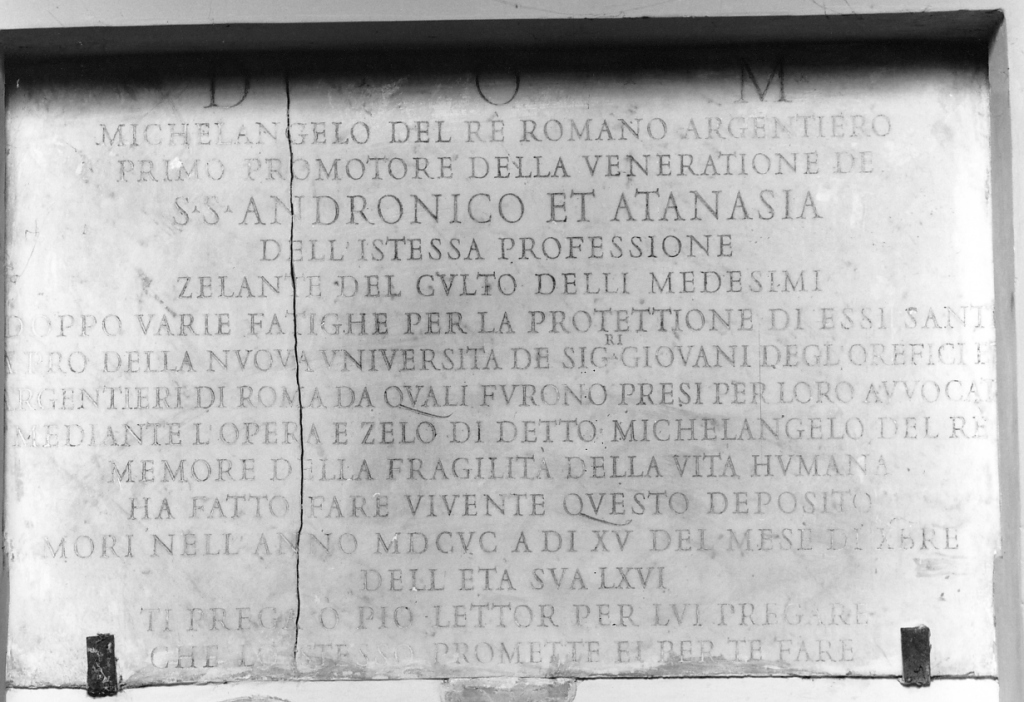 D O M
MICHELANGELO DEL RÈ ROMANO ARGENTIERO
PRIMO PROMOTORE DELLA VENERATIONE DE
S.S. ANDRONICO ET ATANASIA
DELL'ISTESSA PROFESSIONE
ZELANTE DEL CVLTO DELLI MEDESIMI
DOPPO VARIE FATIGHE PER LA PROTETTIONE DI ESSI SANTI
DELLA NVOVA VNIVERSITA DE SIG.RI GIOVANI DEGL'OREFICI E
ARGENTIERI DI ROMA DA QVALI FVRONO PRESI PER LORO AVVOCAT
MEDIANTE L'OPERA E ZELO DI DETTO MICHELANGELO DEL RÈ
MEMORE DELLA FRAGILITÀ DELLA VITA HVMANA
HA FATTO FARE VIVENTE QVESTO DEPOSITO
MORI NELL'ANNO MDCVC A DI XV DEL MESE DI XBRE
DELL ETÀ SVA LXVI
TI PREGO O PIO LETTOR PER LVI PREGARE
CHE PROMETTE EI PER TE FARE